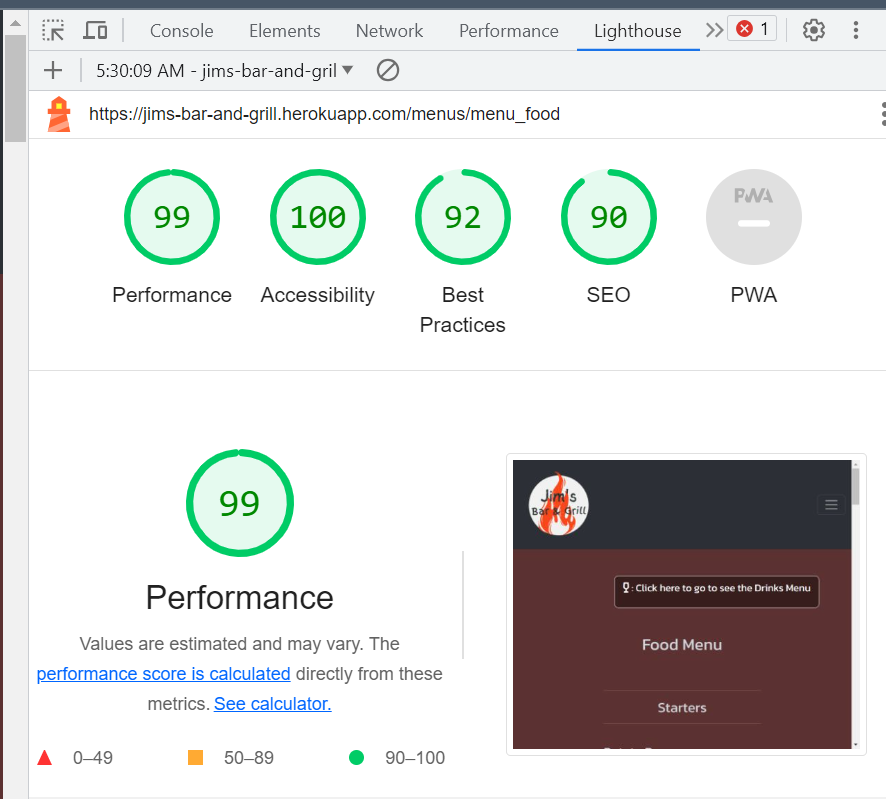 Console Elements Network Performance Lighthouse 1
5:30:09 AM - jims-bar-and-gril
https://jims-bar-and-grill.herokuapp.com/menus/menu_food
99 100 92 90 PWA
Performance Accessibility Best Practices SEO PWA
99
Performance
Values are estimated and may vary. The
performance score is calculated directly from these
metrics. See calculator.
0–49 50–89 90–100
Jim's
Bar & Grill
: Click here to go to see the Drinks Menu
Food Menu
Starters